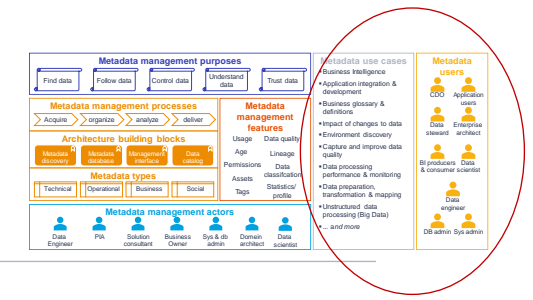 Metadata management purposes
Find data
Follow data
Control data
Understand
data
Trust data
Metadata management processes
Acquire
organize
analyze
deliver
Architecture building blocks
Metadata
discovery
Metadata
database
Management
interface
Data
catalog
Metadata types
Technical
Operational
Business
Social
Metadata
management
features
Usage
Data quality
Age
Lineage
Permissions
Data
classifcation
Assets
Tags
Statistics/
profile
Metadata management actors
Data
Engineer
PIA
Solution
consultant
Business
Owner
Sys & db
admin
Domain
architect
Data
scientist
Metadata use cases
▪Business Intelligence
▪Application integration &
development
▪Business glossary &
definitions
▪Impact of changes to data
▪Environment discovery
▪Capture and improve data
quality
▪Data processing
performance & monitoring
▪Data preparation,
transformation & mapping
▪Unstructured data
processing (Big Data)
▪... and more
Metadata
users
CDO
Application
users
Data
steward
Enterprise
architect
BI producers
& consumer
Data
scientist
Data
engineer
DB admin
Sys admin